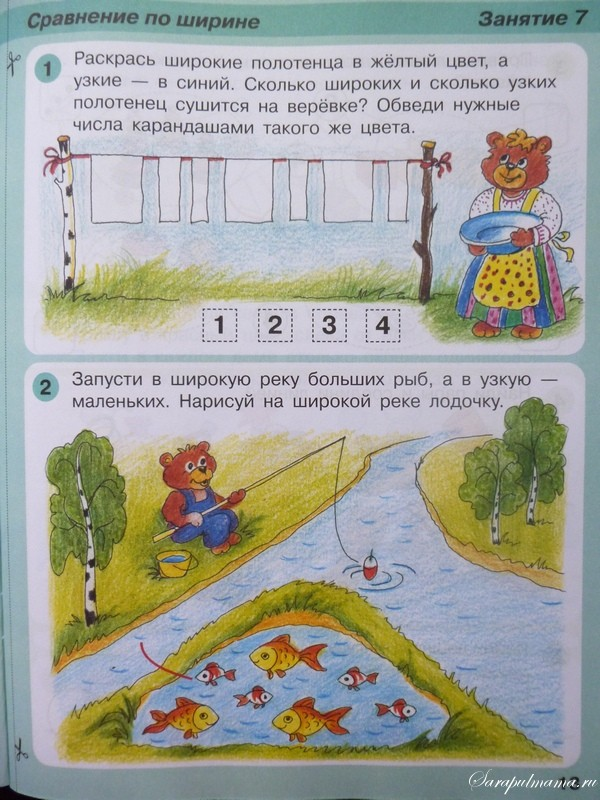 Сравнение по ширине
Занятие 7
1
Раскрась широкие полотенца в жёлтый цвет, а
узкие — в синий. Сколько широких и сколько узких
полотенец сушится на верёвке? Обведи нужные
числа карандашами такого же цвета.
1 2 3 4
2
Запусти в широкую реку больших рыб, а в узкую —
маленьких. Нарисуй на широкой реке лодочку.
Sarapulmama.ru